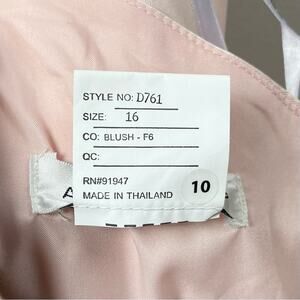 STYLE NO: D761
SIZE: 16
CO: BLUSH - F6
QC:
RN#91947
MADE IN THAILAND
10